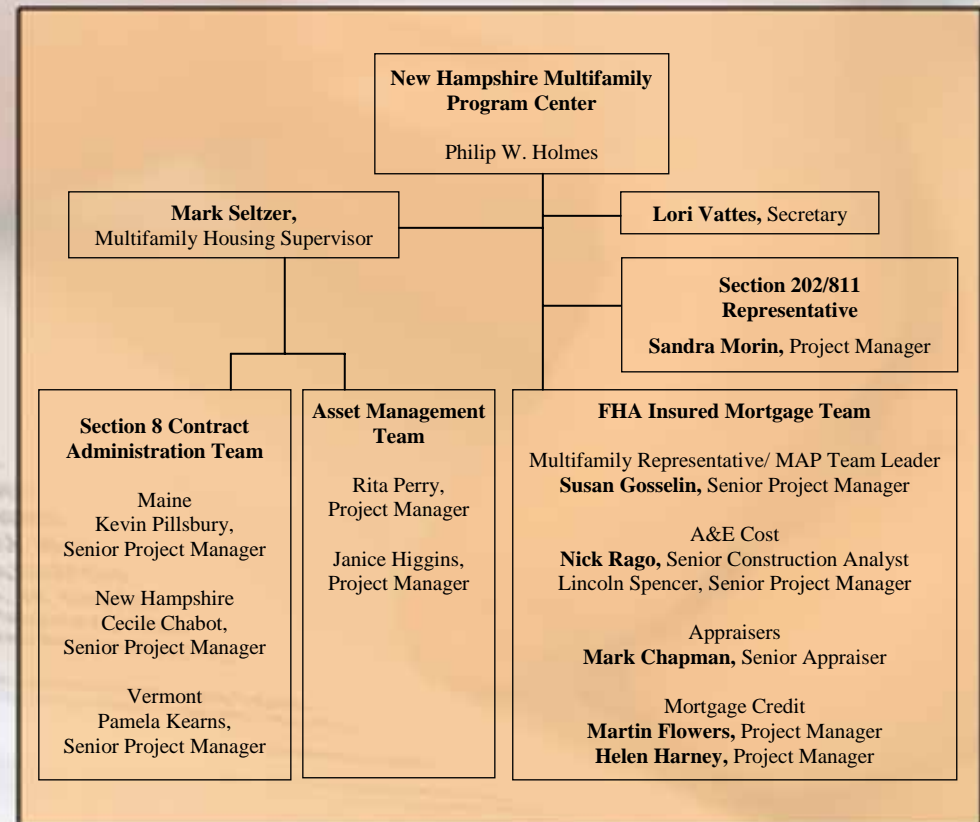 New Hampshire Multifamily
Program Center
Philip W. Holmes
Mark Seltzer,
Multifamily Housing Supervisor
Lori Vattes, Secretary
Section 202/811
Representative
Sandra Morin, Project Manager
Section 8 Contract
Administration Team
Maine
Kevin Pillsbury,
Senior Project Manager
New Hampshire
Cecile Chabot,
Senior Project Manager
Vermont
Pamela Kearns,
Senior Project Manager
Asset Management
Team
Rita Perry,
Project Manager
Janice Higgins,
Project Manager
FHA Insured Mortgage Team
Multifamily Representative/ MAP Team Leader
Susan Gosselin, Senior Project Manager
A&E Cost
Nick Rago, Senior Construction Analyst
Lincoln Spencer, Senior Project Manager
Appraisers
Mark Chapman, Senior Appraiser
Mortgage Credit
Martin Flowers, Project Manager
Helen Harney, Project Manager